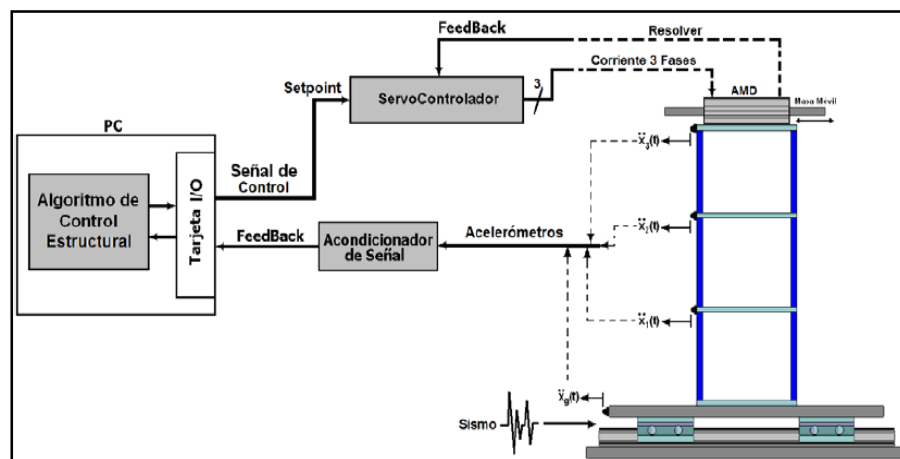 FeedBack
Resolver
Corriente 3 Fases
AMD
Masa Móvil
Setpoint
ServoControlador
3
PC
Algoritmo de
Control
Estructural
Tarjeta I/O
Señal de
Control
FeedBack
Acondicionador
de Señal
Acelerómetros
ẍ₃(t)
ẍ₂(t)
ẍ₁(t)
ẍg(t)
Sismo